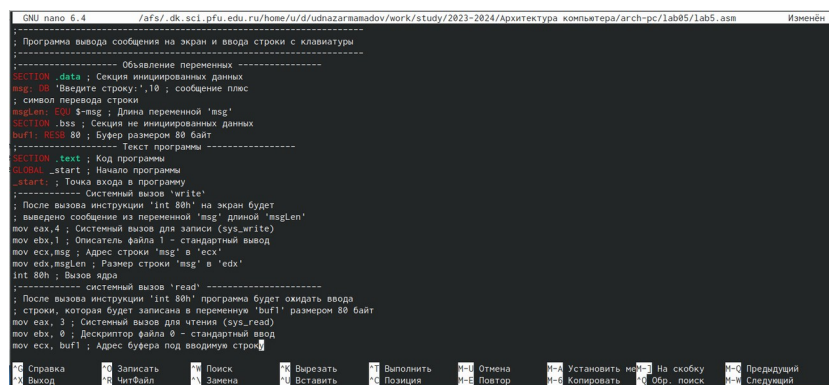 GNU nano 6.4 /afs/.dk.sci.pfu.edu.ru/home/u/d/udnazarmamadov/work/study/2023-2024/Архитектура компьютера/arch-pc/lab05/lab5.asm Изменён
;------------------------------------------------------------------
; Программа вывода сообщения на экран и ввода строки с клавиатуры
;------------------------------------------------------------------
;------------------- Объявление переменных ----------------
SECTION .data ; Секция инициированных данных
msg: DB 'Введите строку:',10 ; сообщение плюс
; символ перевода строки
msgLen: EQU $-msg ; Длина переменной 'msg'
SECTION .bss ; Секция не инициированных данных
buf1: RESB 80 ; Буфер размером 80 байт
;------------------- Текст программы -----------------
SECTION .text ; Код программы
GLOBAL _start ; Начало программы
_start: ; Точка входа в программу
;------------ Cистемный вызов `write`
; После вызова инструкции 'int 80h' на экран будет
; выведено сообщение из переменной 'msg' длиной 'msgLen'
mov eax,4 ; Системный вызов для записи (sys_write)
mov ebx,1 ; Описатель файла 1 - стандартный вывод
mov ecx,msg ; Адрес строки 'msg' в 'ecx'
mov edx,msgLen ; Размер строки 'msg' в 'edx'
int 80h ; Вызов ядра
;------------ системный вызов `read` ----------------------
; После вызова инструкции 'int 80h' программа будет ожидать ввода
; строки, которая будет записана в переменную 'buf1' размером 80 байт
mov eax, 3 ; Системный вызов для чтения (sys_read)
mov ebx, 0 ; Дескриптор файла 0 - стандартный ввод
mov ecx, buf1 ; Адрес буфера под вводимую строку
^G Справка ^O Записать ^W Поиск ^K Вырезать ^T Выполнить M-U Отмена M-A Установить ме M-] На скобку M-Q Предыдущий
^X Выход ^R ЧитФайл ^\ Замена ^U Вставить ^C Позиция M-E Повтор M-6 Копировать ^Q Обр. поиск M-W Следующий